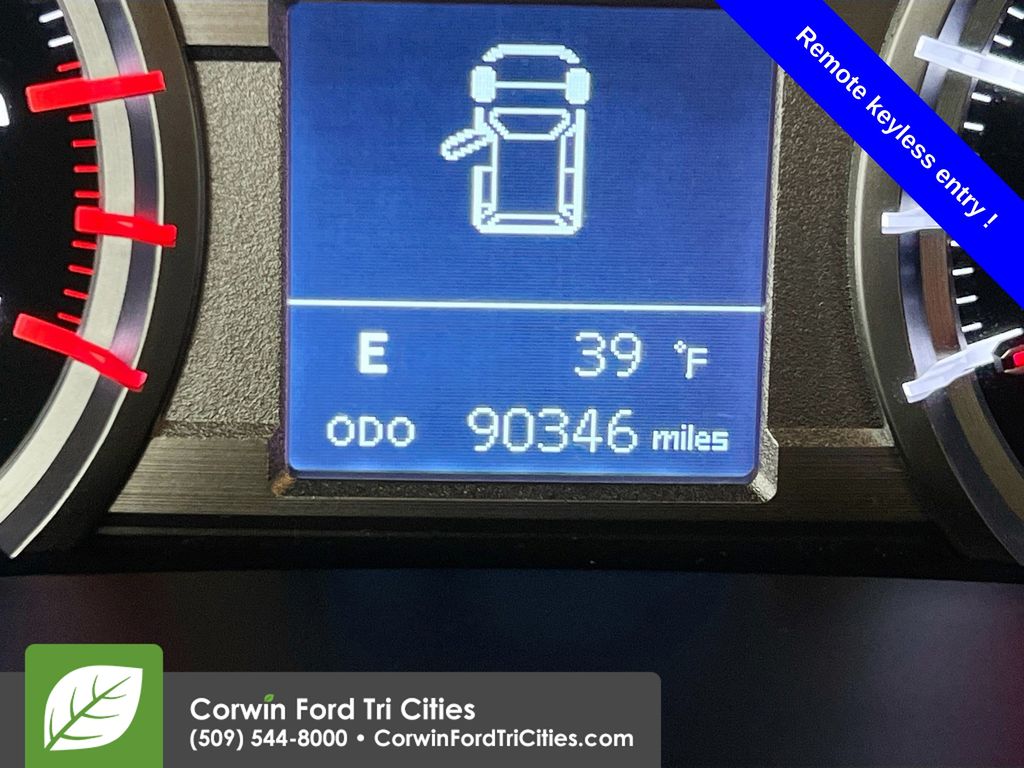 Remote keyless entry !
E 39 °F
ODO 90346 miles
Corwin Ford Tri Cities
(509) 544-8000 • CorwinFordTriCities.com